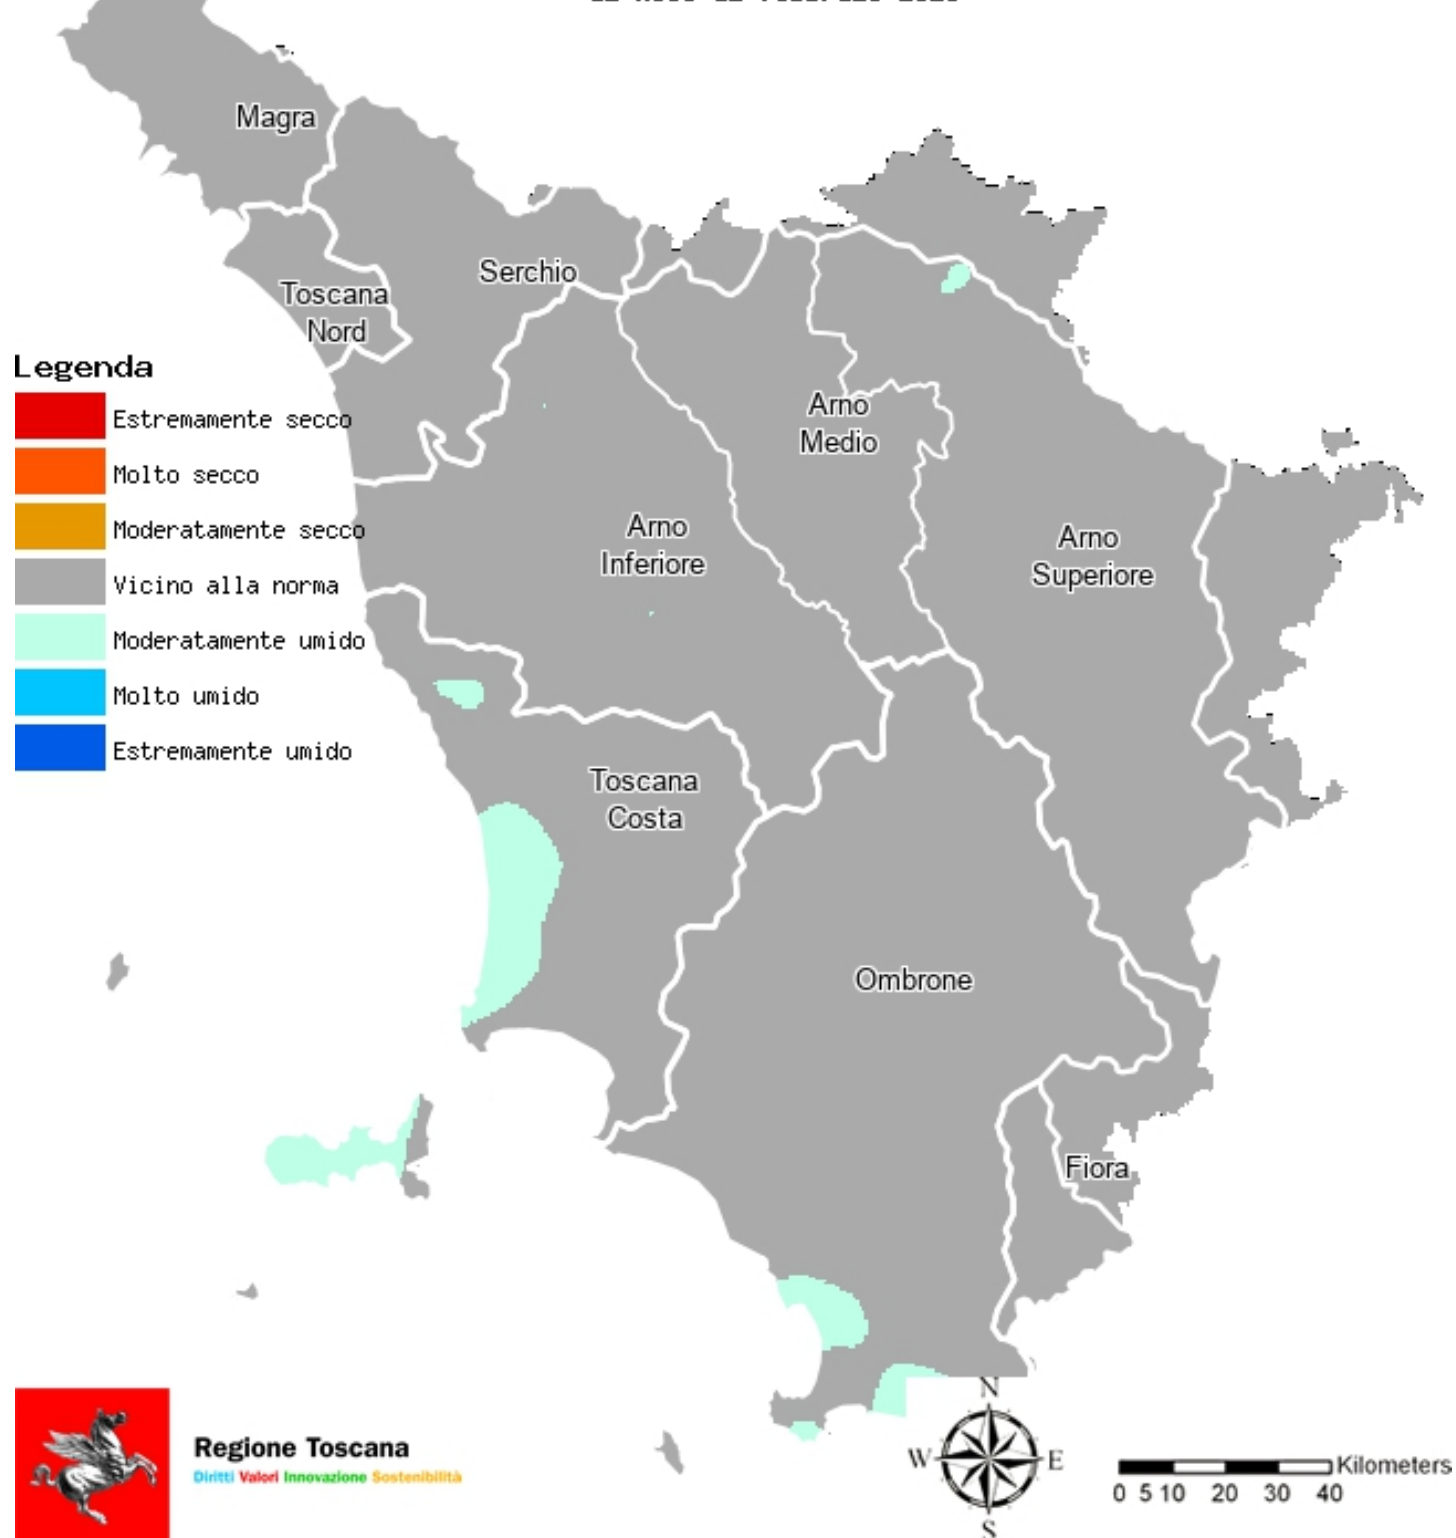 Magra
Serchio
Toscana
Nord
Legenda
Estremamente secco
Molto secco
Moderatamente secco
Vicino alla norma
Moderatamente umido
Molto umido
Estremamente umido
Arno
Medio
Arno
Inferiore
Arno
Superiore
Toscana
Costa
Ombrone
Fiora
Regione Toscana
Diritti Valori Innovazione Sostenibilità
N
W
E
S
Kilometers
0 5 10 20 30 40